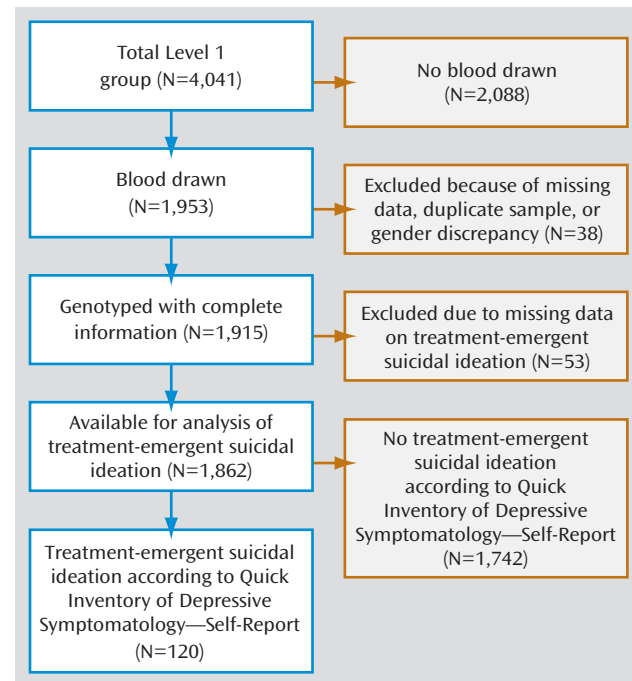 Total Level 1
group (N=4,041)
No blood drawn
(N=2,088)
Blood drawn
(N=1,953)
Excluded because of missing
data, duplicate sample, or
gender discrepancy (N=38)
Genotyped with complete
information (N=1,915)
Excluded due to missing data
on treatment-emergent
suicidal ideation (N=53)
Available for analysis of
treatment-emergent suicidal
ideation (N=1,862)
No treatment-emergent
suicidal ideation
according to Quick
Inventory of Depressive
Symptomatology—Self-Report
(N=1,742)
Treatment-emergent suicidal
ideation according to Quick
Inventory of Depressive
Symptomatology—Self-Report
(N=120)